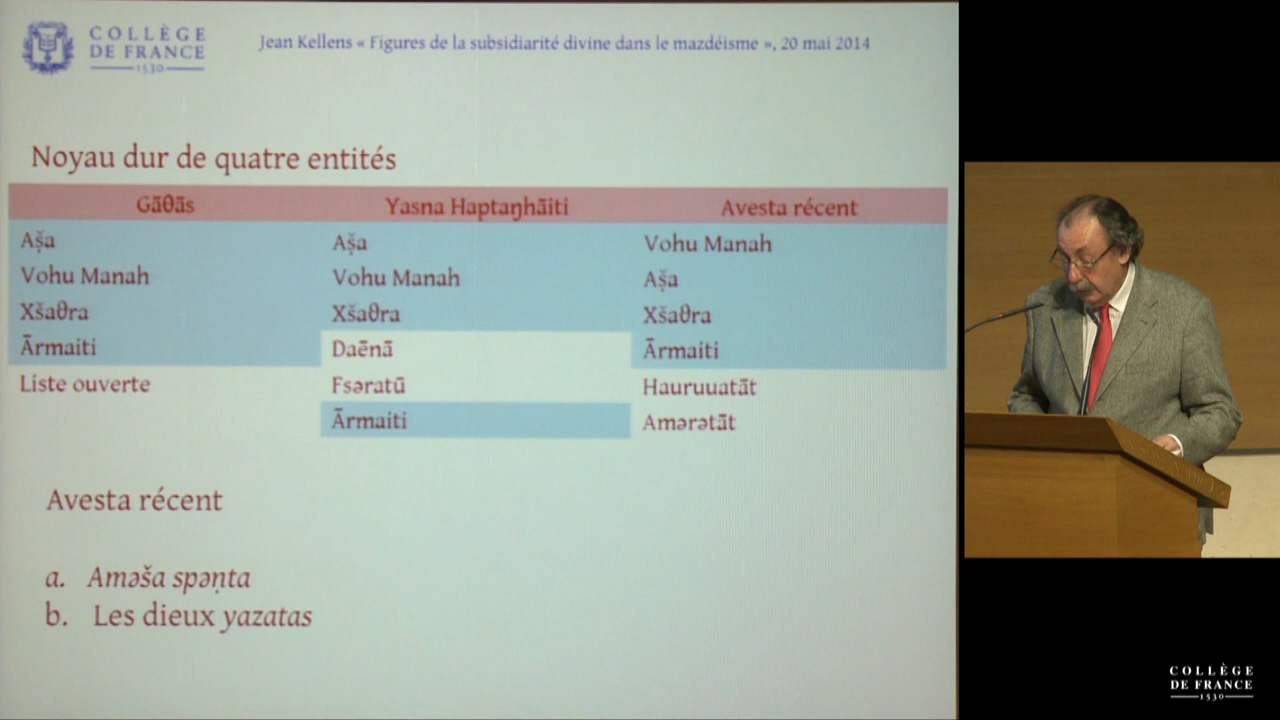 COLLÈGE
DE FRANCE
1530
Jean Kellens « Figures de la subsidiarité divine dans le mazdéisme », 20 mai 2014
Noyau dur de quatre entités
Gāθās Yasna Haptaŋhāiti Avesta récent
Aṣ̌a Aṣ̌a Vohu Manah
Vohu Manah Vohu Manah Aṣ̌a
Xšaθra Xšaθra Xšaθra
Ārmaiti Daēnā Ārmaiti
Liste ouverte Fsəratū Hauruuatāt
Ārmaiti Amərətāt
Avesta récent
a. Aməša spəṇta
b. Les dieux yazatas
COLLÈGE
DE FRANCE
1530